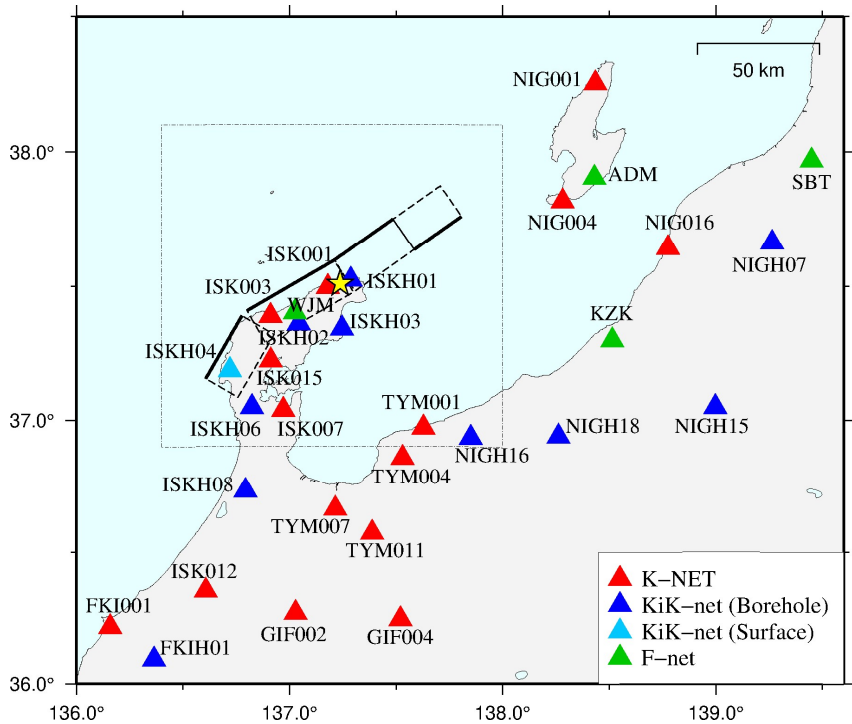 NIG001
50 km
38.0°
ADM
SBT
NIG004
NIG016
ISK001
NIGH07
ISKH01
ISK003
WJM
KZK
ISKH03
ISKH02
ISKH04
ISK015
TYM001
37.0°
ISKH06
ISK007
NIGH18
NIGH15
NIGH16
TYM004
ISKH08
TYM007
TYM011
ISK012
K−NET
FKI001
KiK−net (Borehole)
GIF002
GIF004
KiK−net (Surface)
FKIH01
F−net
36.0°
136.0°
137.0°
138.0°
139.0°